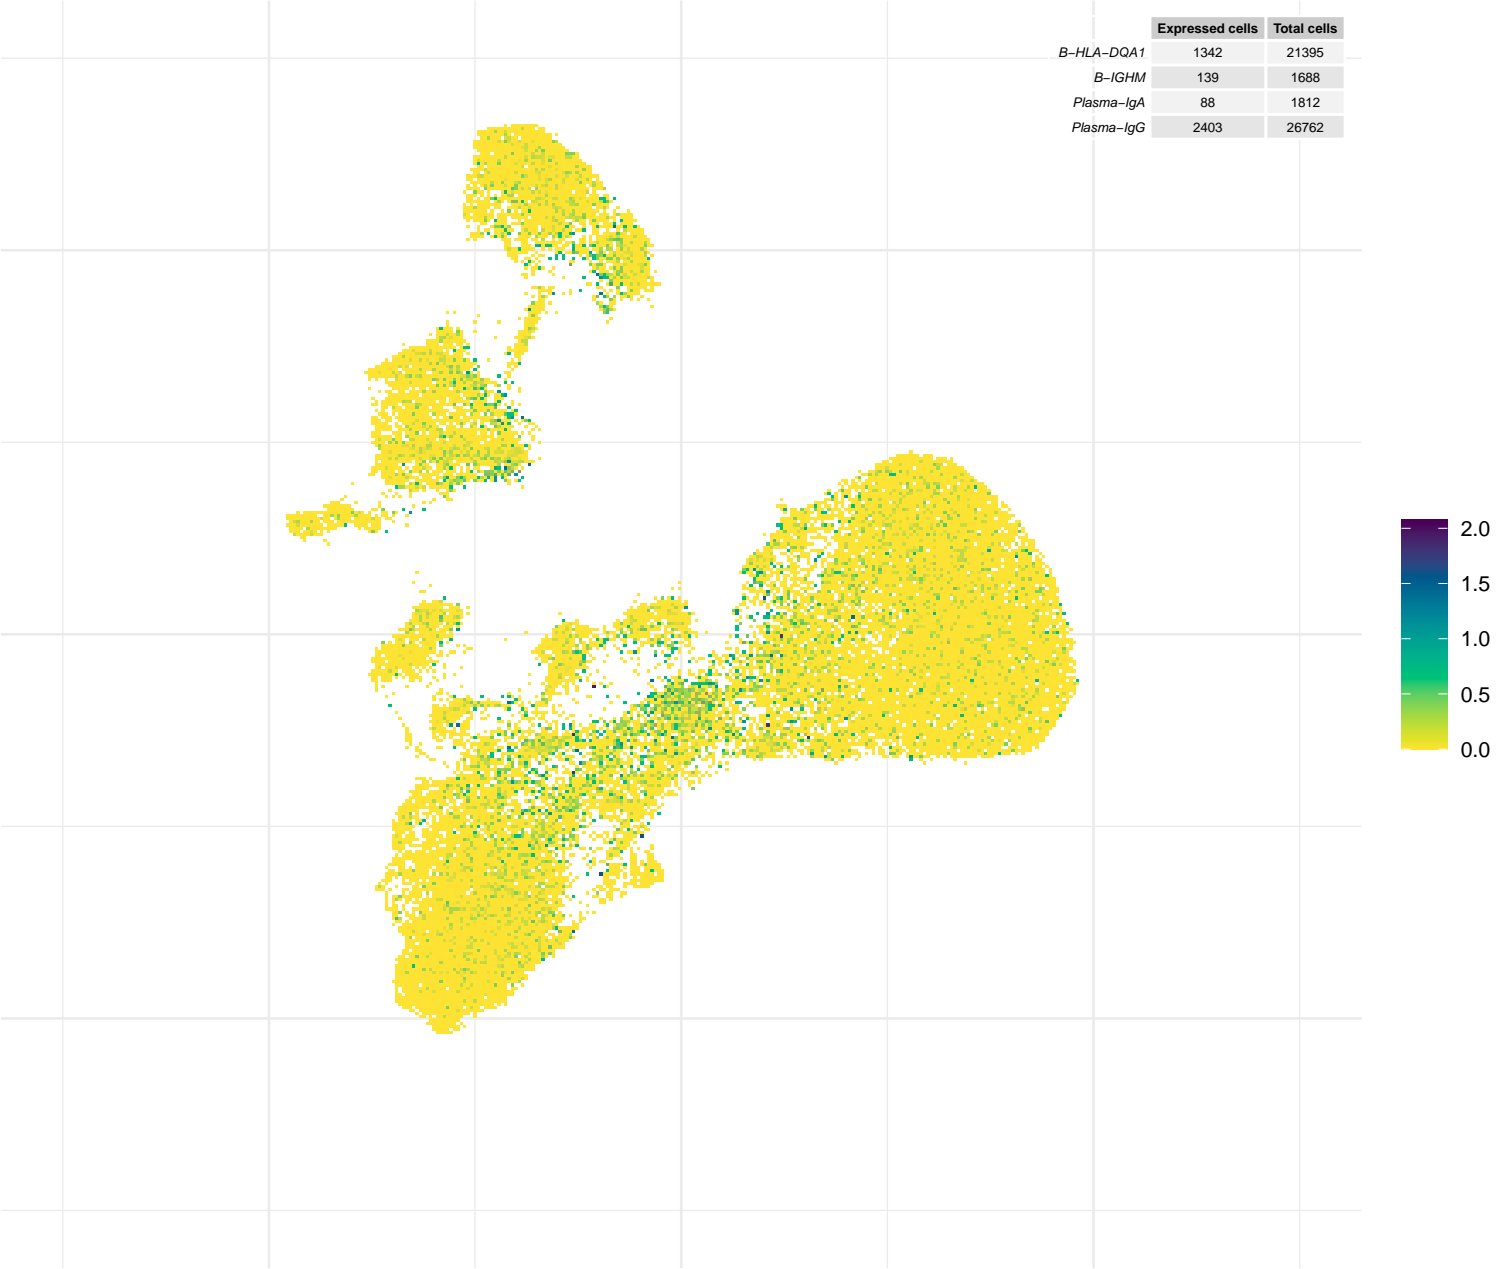 Expressed cells Total cells
B−HLA−DQA1 1342 21395
B−IGHM 139 1688
Plasma−IgA 88 1812
Plasma−IgG 2403 26762
2.0
1.5
1.0
0.5
0.0